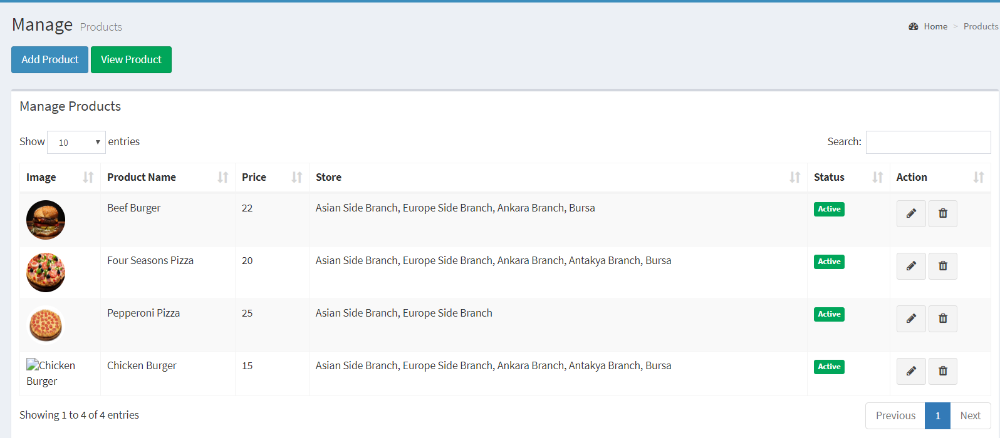 Manage Products
Home > Products
Add Product View Product
Manage Products
Show 10 entries
Search:
Image Product Name Price Store Status Action
Beef Burger 22 Asian Side Branch, Europe Side Branch, Ankara Branch, Bursa Active
Four Seasons Pizza 20 Asian Side Branch, Europe Side Branch, Ankara Branch, Antakya Branch, Bursa Active
Pepperoni Pizza 25 Asian Side Branch, Europe Side Branch Active
Chicken Burger Chicken Burger 15 Asian Side Branch, Europe Side Branch, Ankara Branch, Antakya Branch, Bursa Active
Showing 1 to 4 of 4 entries
Previous 1 Next